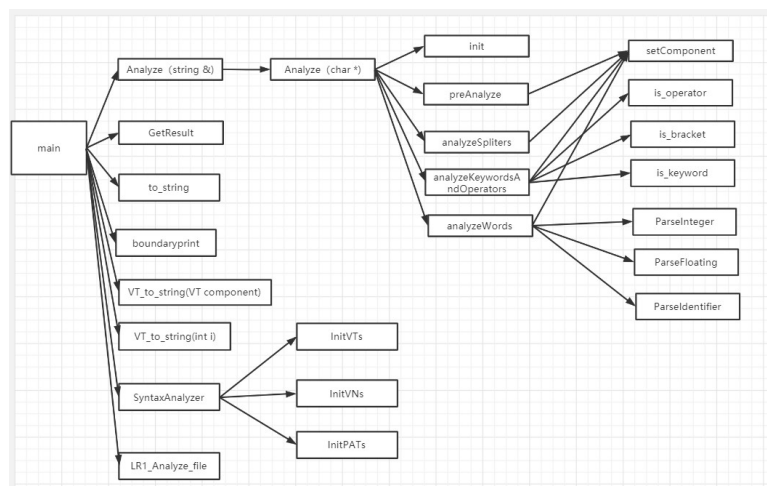 main
Analyze（string &)
GetResult
to_string
boundaryprint
VT_to_string(VT component)
VT_to_string(int i)
SyntaxAnalyzer
LR1_Analyze_file
Analyze（char *)
InitVTs
InitVNs
InitPATs
init
preAnalyze
analyzeSpliters
analyzeKeywordsA
ndOperators
analyzeWords
setComponent
is_operator
is_bracket
is_keyword
ParseInteger
ParseFloating
ParseIdentifier